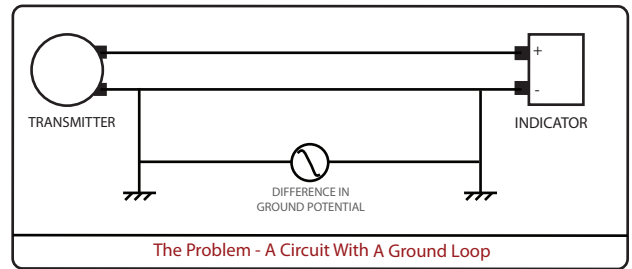 +
-
TRANSMITTER
INDICATOR
DIFFERENCE IN
GROUND POTENTIAL
The Problem - A Circuit With A Ground Loop